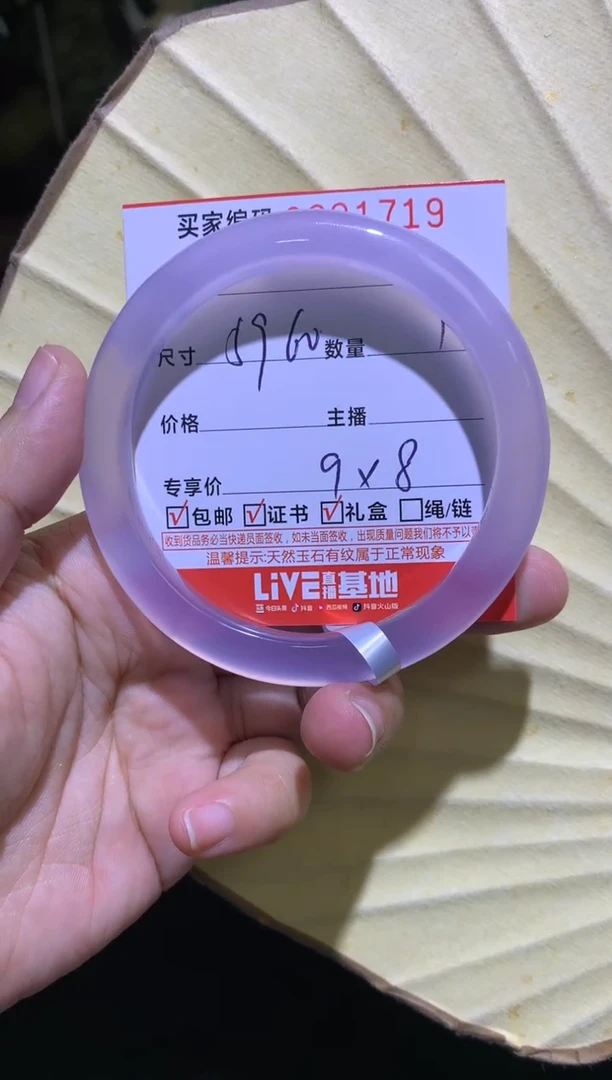 买家编码 0021719
尺寸 59 60 数量 1
价格 主播
专享价 9x8
包邮 证书 礼盒 绳/链
收到货品务必当快递员面签收，如未当面签收，出现质量问题我们将不予以
温馨提示:天然玉石有纹属于正常现象
LiVE直播基地
今日头条 抖音 西瓜视频 抖音火山版